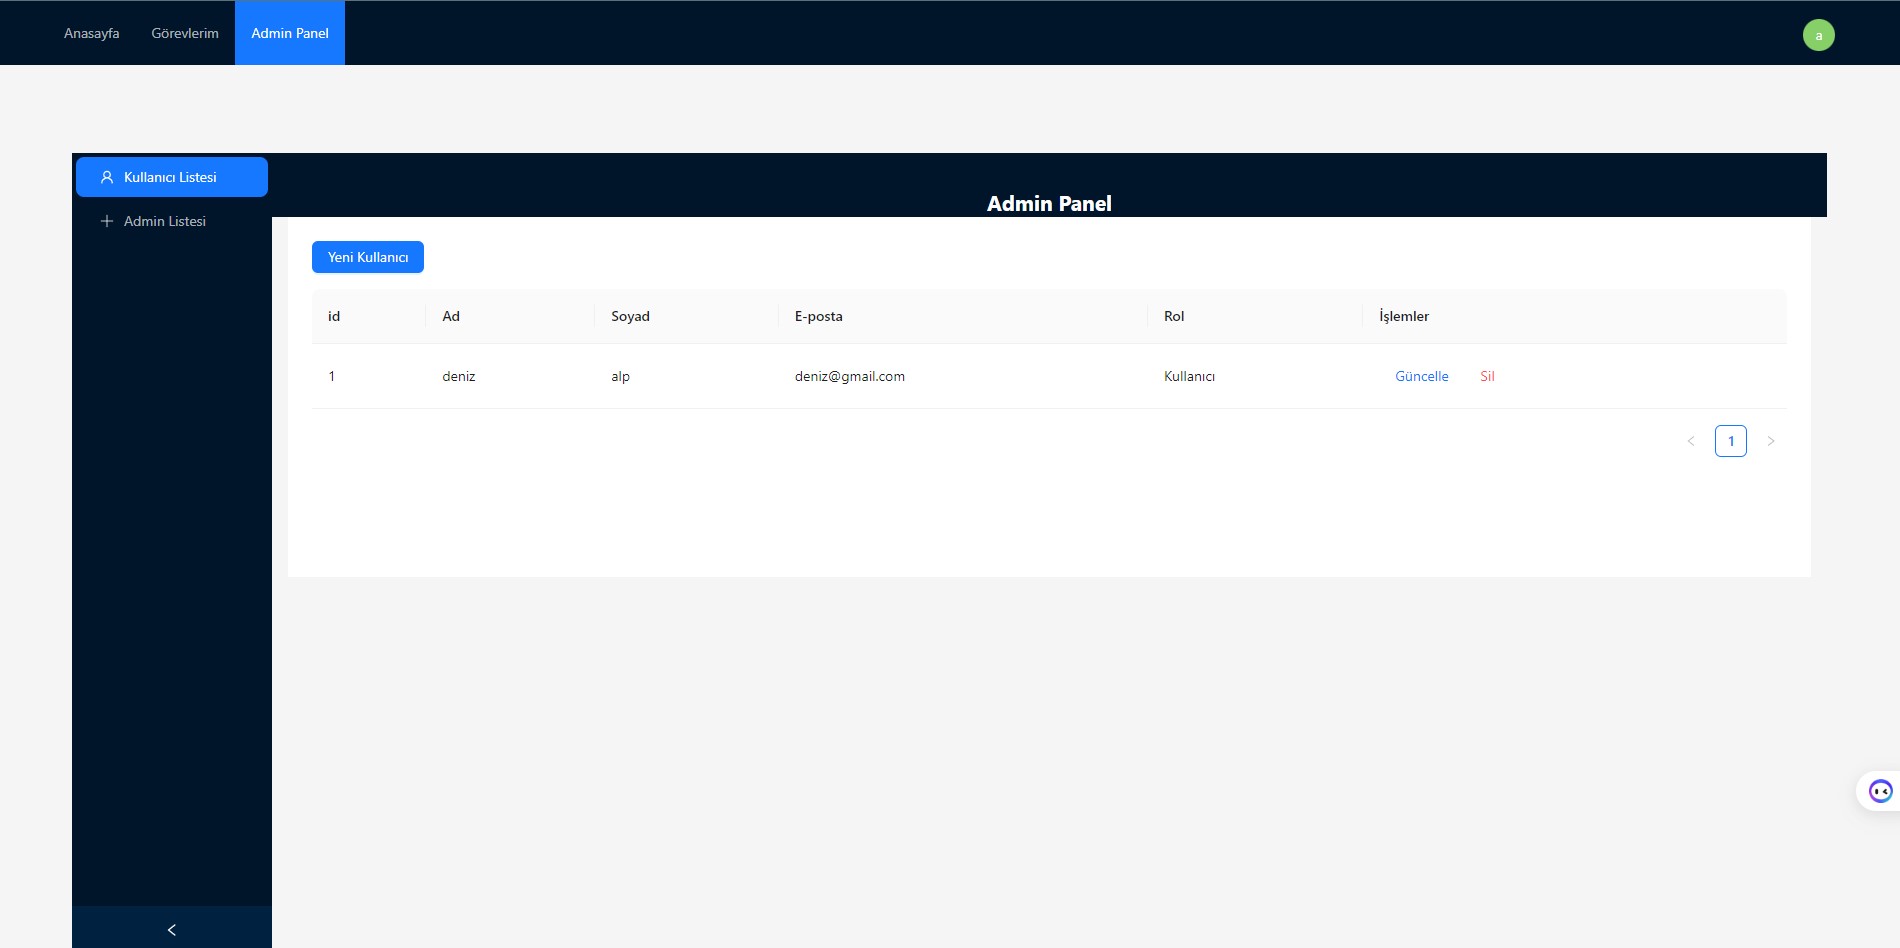 Anasayfa Görevlerim Admin Panel a
Kullanıcı Listesi
Admin Listesi
Admin Panel
Yeni Kullanıcı
id Ad Soyad E-posta Rol İşlemler
1 deniz alp deniz@gmail.com Kullanıcı Güncelle Sil
1